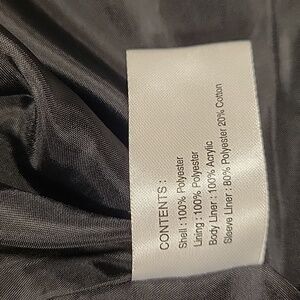 CONTENTS :
Shell : 100% Polyester
Lining : 100% Polyester
Body Liner : 100% Acrylic
Sleeve Liner : 80% Polyester 20% Cotton